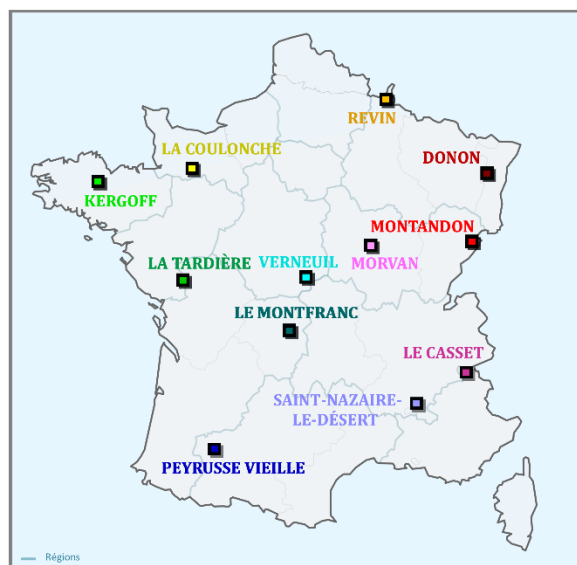 REVIN
LA COULONCHE
DONON
KERGOFF
MONTANDON
LA TARDIÈRE
VERNEUIL
MORVAN
LE MONTFRANC
LE CASSET
SAINT-NAZAIRE-
LE-DÉSERT
PEYRUSSE VIEILLE
Régions